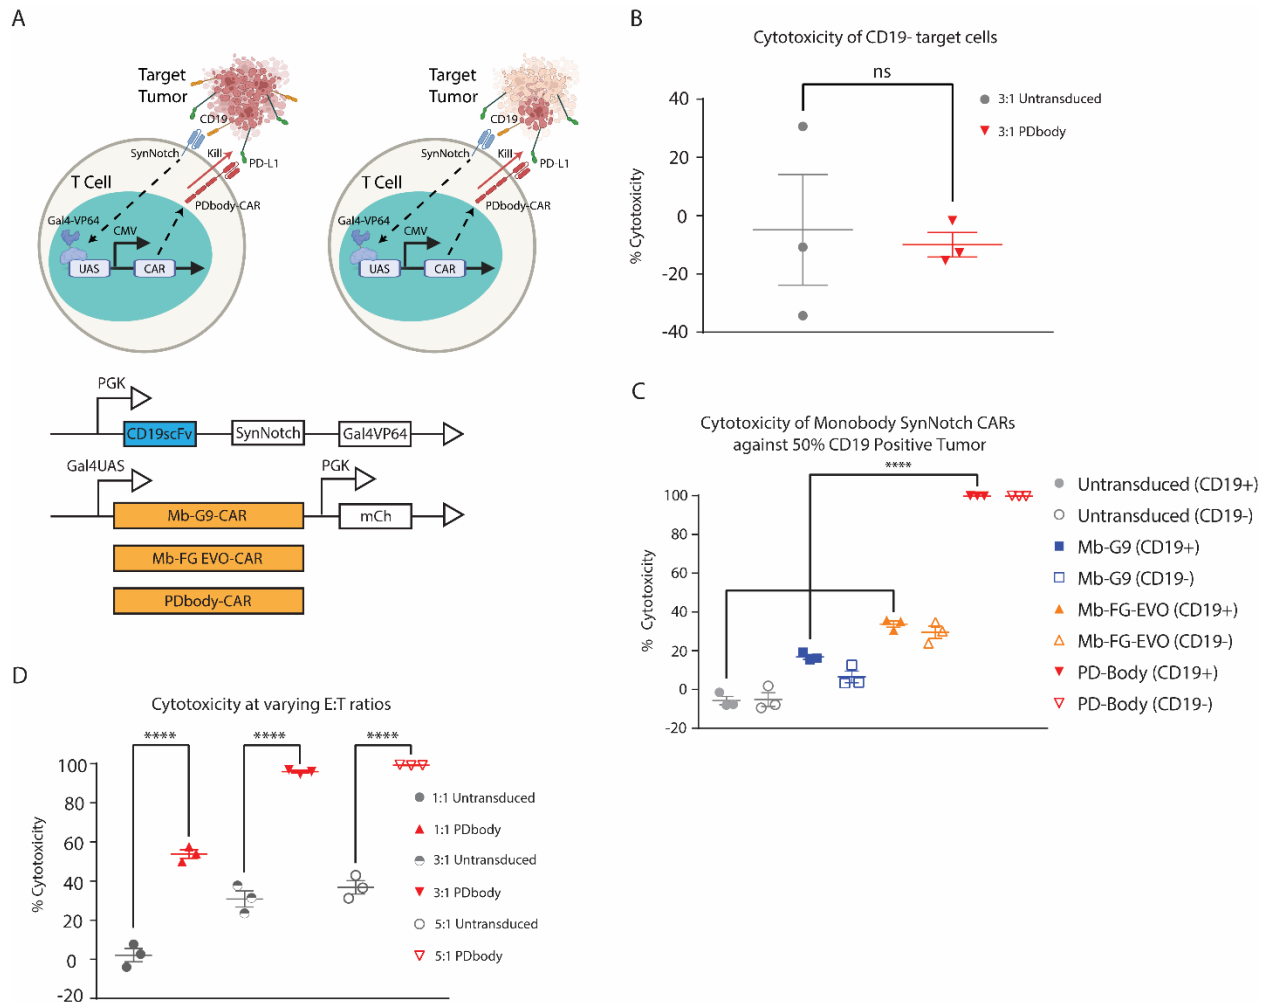 A
Target
Tumor
CD19
SynNotch
Kill
PD-L1
T Cell
PDbody-CAR
Gal4-VP64
CMV
UAS
CAR
Target
Tumor
CD19
SynNotch
Kill
PD-L1
T Cell
PDbody-CAR
Gal4-VP64
CMV
UAS
CAR
PGK
CD19scFv
SynNotch
Gal4VP64
Gal4UAS
PGK
Mb-G9-CAR
mCh
Mb-FG EVO-CAR
PDbody-CAR
B
Cytotoxicity of CD19- target cells
ns
3:1 Untransduced
3:1 PDbody
% Cytotoxicity
40
20
0
-20
-40
C
Cytotoxicity of Monobody SynNotch CARs
against 50% CD19 Positive Tumor
****
% Cytotoxicity
100
80
60
40
20
0
-20
Untransduced (CD19+)
Untransduced (CD19-)
Mb-G9 (CD19+)
Mb-G9 (CD19-)
Mb-FG-EVO (CD19+)
Mb-FG-EVO (CD19-)
PD-Body (CD19+)
PD-Body (CD19-)
D
Cytotoxicity at varying E:T ratios
**** **** ****
% Cytotoxicity
100
80
60
40
20
0
-20
1:1 Untransduced
1:1 PDbody
3:1 Untransduced
3:1 PDbody
5:1 Untransduced
5:1 PDbody